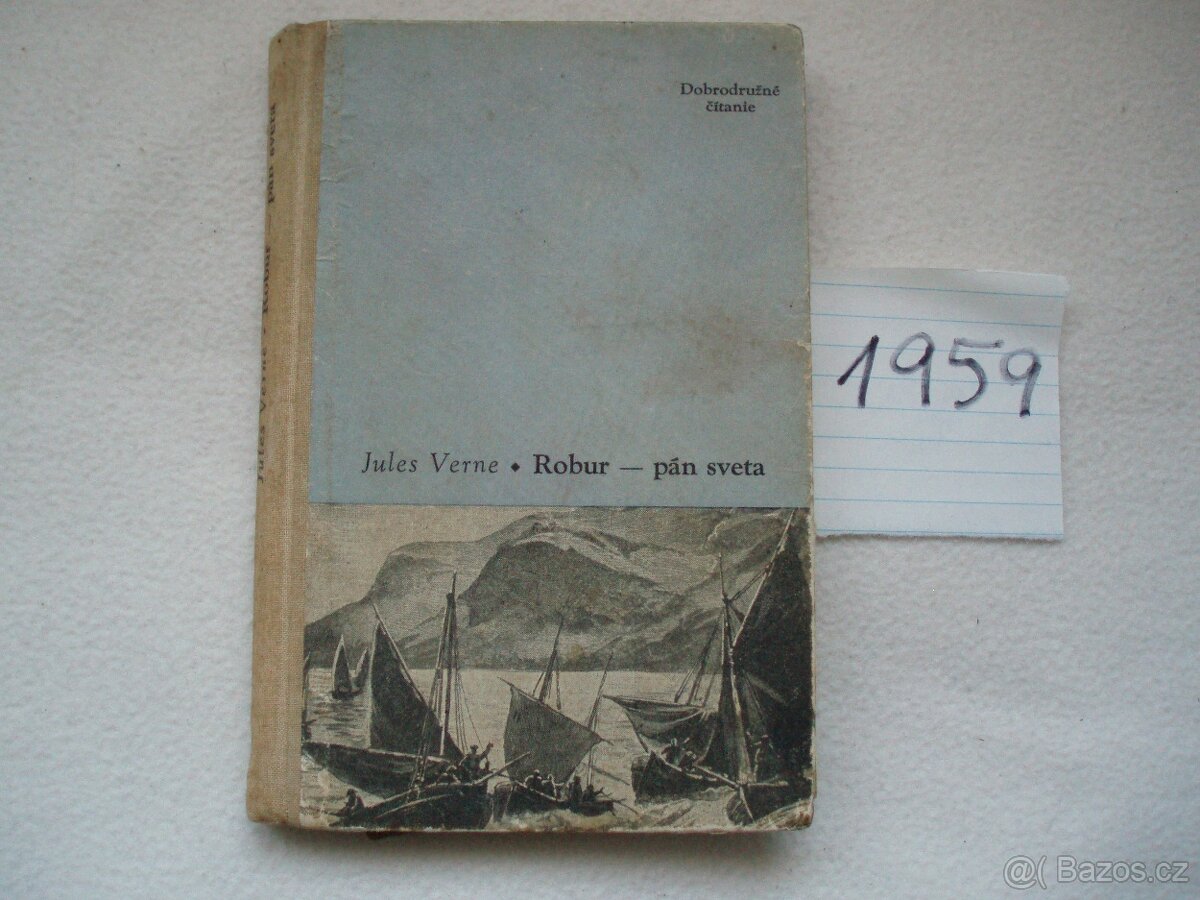 Dobrodružné
čítanie
Jules Verne ⬥ Robur — pán sveta
Jules Verne - Robur - pán sveta
1959
@( Bazos.cz